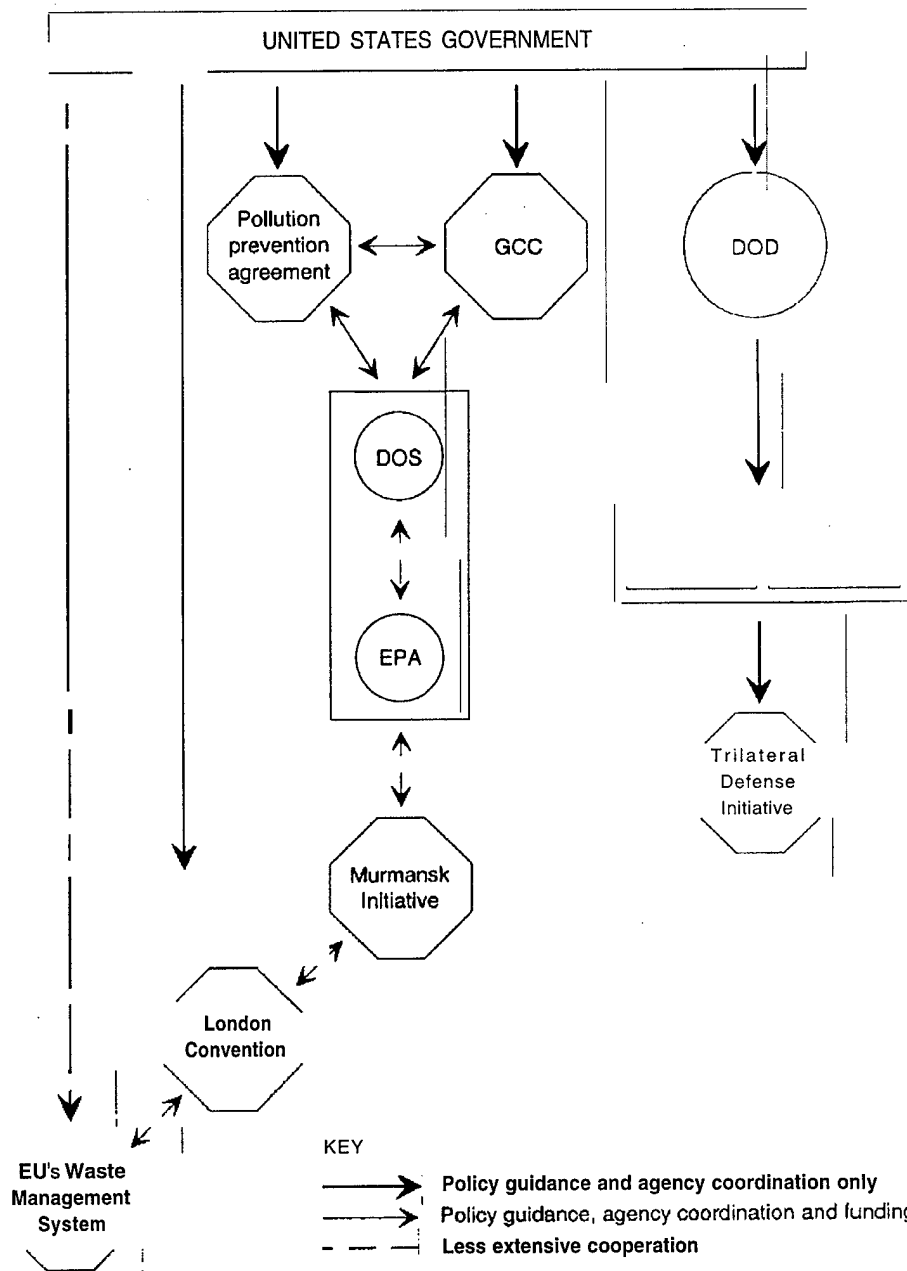 UNITED STATES GOVERNMENT
Pollution
prevention
agreement
GCC
DOD
DOS
EPA
Trilateral
Defense
Initiative
Murmansk
Initiative
London
Convention
EU's Waste
Management
System
KEY
Policy guidance and agency coordination only
Policy guidance, agency coordination and funding
Less extensive cooperation